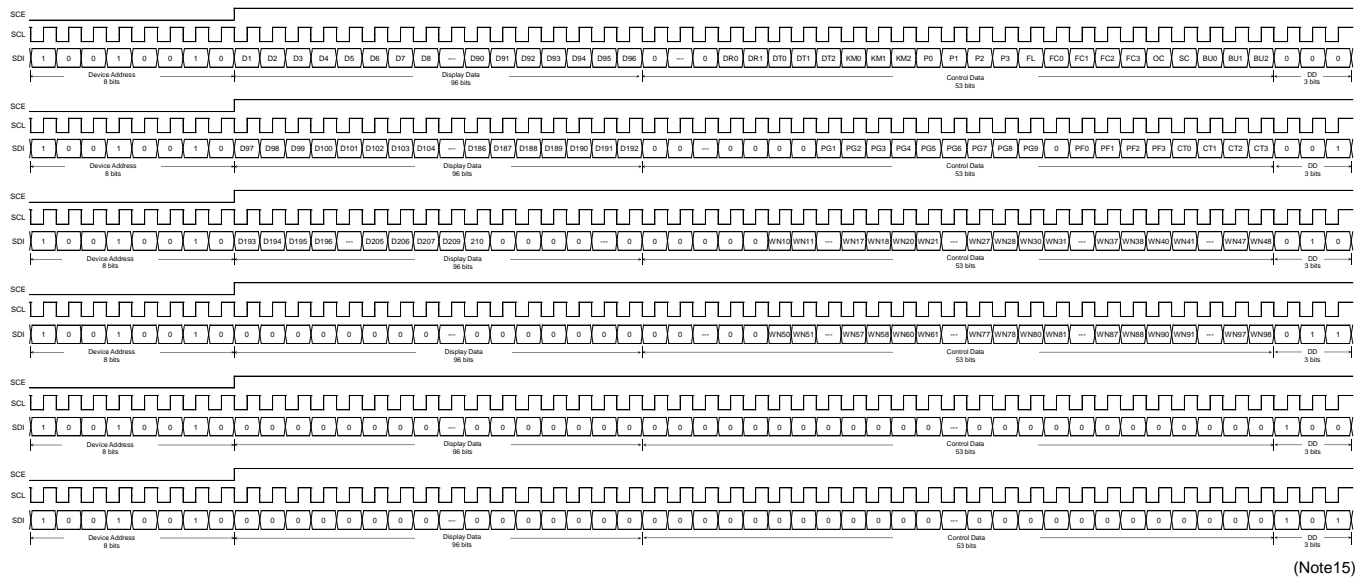 SCE
SCL
SDI 1 0 0 1 0 0 1 0 D1 D2 D3 D4 D5 D6 D7 D8 --- D90 D91 D92 D93 D94 D95 D96 0 --- 0 DR0 DR1 DT0 DT1 DT2 KM0 KM1 KM2 P0 P1 P2 P3 FL FC0 FC1 FC2 FC3 OC SC BU0 BU1 BU2 0 0 0
Device Address Display Data Control Data DD
8 bits 96 bits 53 bits 3 bits
SCE
SCL
SDI 1 0 0 1 0 0 1 0 D97 D98 D99 D100 D101 D102 D103 D104 --- D186 D187 D188 D189 D190 D191 D192 0 0 --- 0 0 0 0 PG1 PG2 PG3 PG4 PG5 PG6 PG7 PG8 PG9 0 PF0 PF1 PF2 PF3 CT0 CT1 CT2 CT3 0 0 1
Device Address Display Data Control Data DD
8 bits 96 bits 53 bits 3 bits
SCE
SCL
SDI 1 0 0 1 0 0 1 0 D193 D194 D195 D196 --- D205 D206 D207 D209 210 0 0 0 0 --- 0 0 0 0 0 0 WN10 WN11 --- WN17 WN18 WN20 WN21 --- WN27 WN28 WN30 WN31 --- WN37 WN38 WN40 WN41 --- WN47 WN48 0 1 0
Device Address Display Data Control Data DD
8 bits 96 bits 53 bits 3 bits
SCE
SCL
SDI 1 0 0 1 0 0 1 0 0 0 0 0 0 0 0 0 --- 0 0 0 0 0 0 0 0 0 --- 0 0 WN50 WN51 --- WN57 WN58 WN60 WN61 --- WN77 WN78 WN80 WN81 --- WN87 WN88 WN90 WN91 --- WN97 WN98 0 1 1
Device Address Display Data Control Data DD
8 bits 96 bits 53 bits 3 bits
SCE
SCL
SDI 1 0 0 1 0 0 1 0 0 0 0 0 0 0 0 0 --- 0 0 0 0 0 0 0 0 0 0 0 0 0 0 0 0 0 0 0 0 --- 0 0 0 0 0 0 0 0 0 0 0 0 1 0 0
Device Address Display Data Control Data DD
8 bits 96 bits 53 bits 3 bits
SCE
SCL
SDI 1 0 0 1 0 0 1 0 0 0 0 0 0 0 0 0 --- 0 0 0 0 0 0 0 0 0 0 0 0 0 0 0 0 0 0 0 0 --- 0 0 0 0 0 0 0 0 0 0 0 0 1 0 1
Device Address Display Data Control Data DD
8 bits 96 bits 53 bits 3 bits
(Note15)